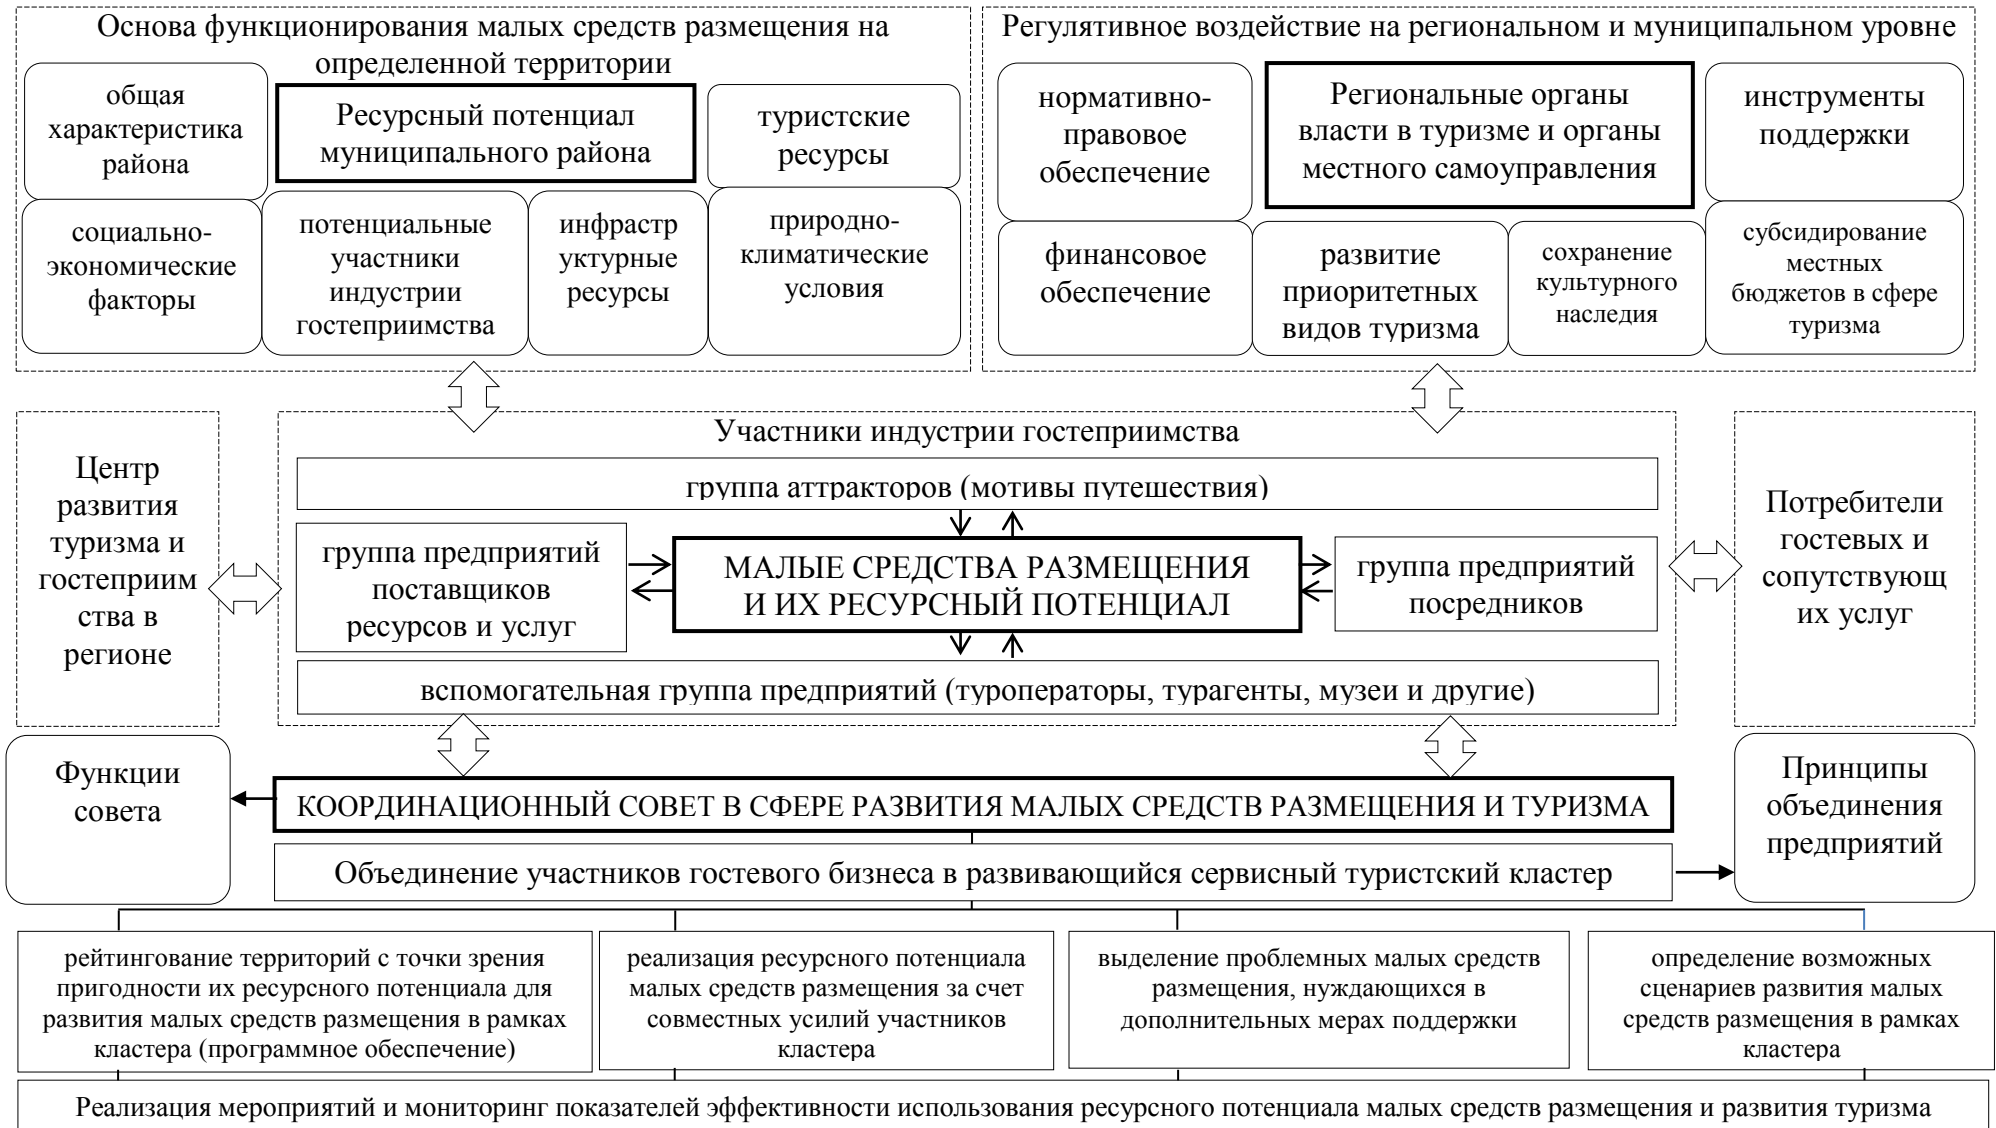 Основа функционирования малых средств размещения на
определенной территории
общая
характеристика
района
Ресурсный потенциал
муниципального района
туристские
ресурсы
социально-
экономические
факторы
потенциальные
участники
индустрии
гостеприимства
инфрастр
уктурные
ресурсы
природно-
климатические
условия
Регулятивное воздействие на региональном и муниципальном уровне
нормативно-
правовое
обеспечение
Региональные органы
власти в туризме и органы
местного самоуправления
инструменты
поддержки
финансовое
обеспечение
развитие
приоритетных
видов туризма
сохранение
культурного
наследия
субсидирование
местных
бюджетов в сфере
туризма
Центр
развития
туризма и
гостеприим
ства в
регионе
Участники индустрии гостеприимства
группа аттракторов (мотивы путешествия)
группа предприятий
поставщиков
ресурсов и услуг
МАЛЫЕ СРЕДСТВА РАЗМЕЩЕНИЯ
И ИХ РЕСУРСНЫЙ ПОТЕНЦИАЛ
группа предприятий
посредников
вспомогательная группа предприятий (туроператоры, турагенты, музеи и другие)
Потребители
гостевых и
сопутствующ
их услуг
Функции
совета
КООРДИНАЦИОННЫЙ СОВЕТ В СФЕРЕ РАЗВИТИЯ МАЛЫХ СРЕДСТВ РАЗМЕЩЕНИЯ И ТУРИЗМА
Объединение участников гостевого бизнеса в развивающийся сервисный туристский кластер
Принципы
объединения
предприятий
рейтингование территорий с точки зрения
пригодности их ресурсного потенциала для
развития малых средств размещения в рамках
кластера (программное обеспечение)
реализация ресурсного потенциала
малых средств размещения за счет
совместных усилий участников
кластера
выделение проблемных малых средств
размещения, нуждающихся в
дополнительных мерах поддержки
определение возможных
сценариев развития малых
средств размещения в рамках
кластера
Реализация мероприятий и мониторинг показателей эффективности использования ресурсного потенциала малых средств размещения и развития туризма